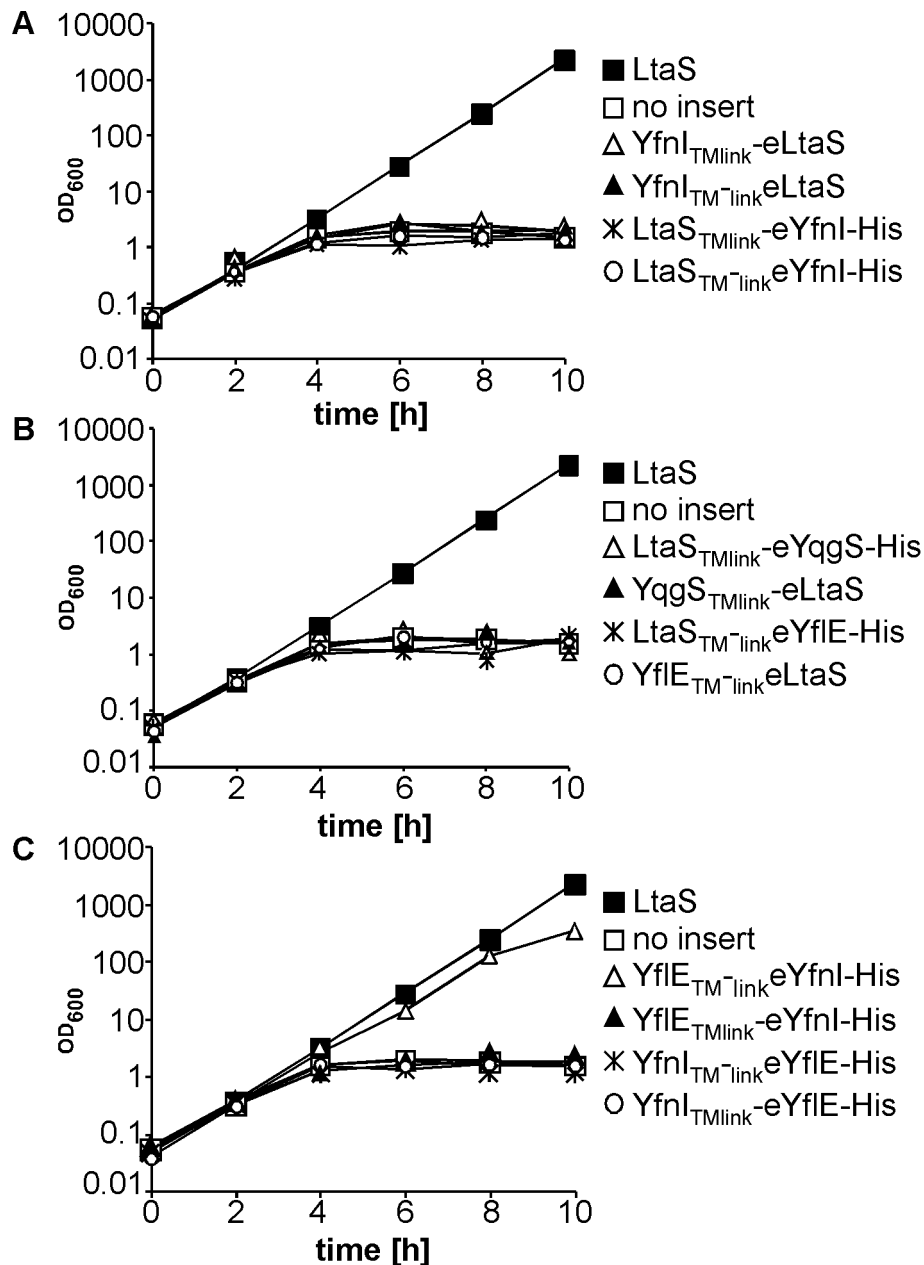 A
10000
1000
100
10
1
0.1
0.01
OD600
0 2 4 6 8 10
time [h]
LtaS
no insert
YfnITMlink-eLtaS
YfnITM-linkeLtaS
LtaSTMlink-eYfnI-His
LtaSTM-linkeYfnI-His
B
10000
1000
100
10
1
0.1
0.01
OD600
0 2 4 6 8 10
time [h]
LtaS
no insert
LtaSTMlink-eYqgS-His
YqgSTMlink-eLtaS
LtaSTM-linkeYflE-His
YflETM-linkeLtaS
C
10000
1000
100
10
1
0.1
0.01
OD600
0 2 4 6 8 10
time [h]
LtaS
no insert
YflETM-linkeYfnI-His
YflETMlink-eYfnI-His
YfnITM-linkeYflE-His
YfnITMlink-eYflE-His